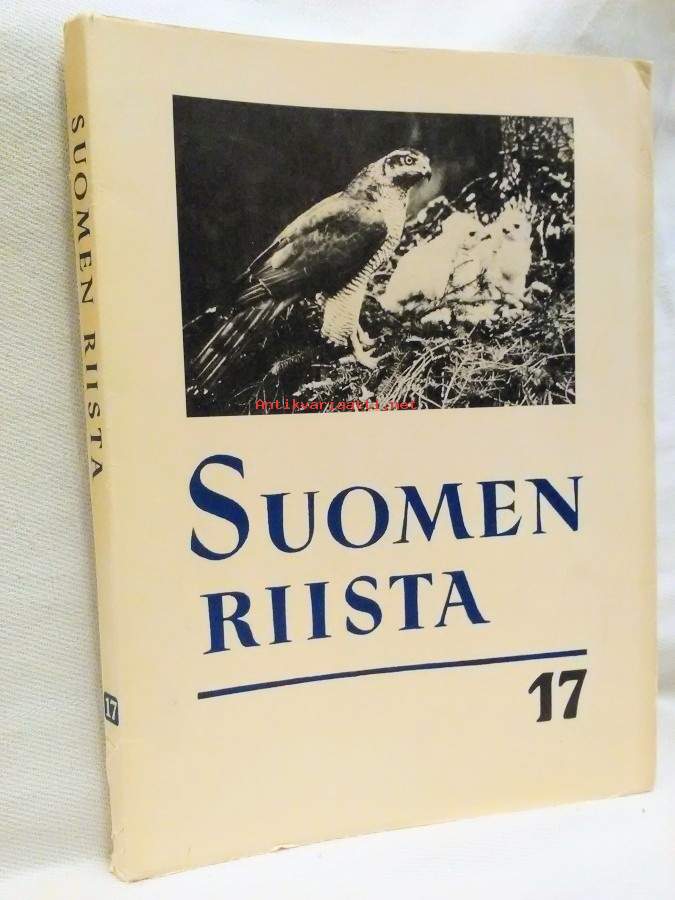 SUOMEN RIISTA
17
Antikvariaatti.net
SUOMEN
RIISTA
17